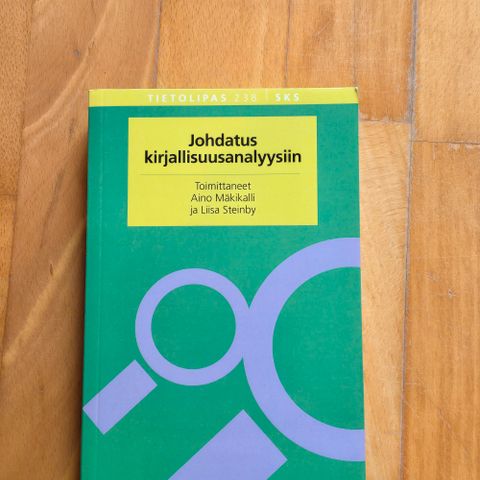 TIETOLIPAS 238 | SKS
Johdatus
kirjallisuusanalyysiin
Toimittaneet
Aino Mäkikalli
ja Liisa Steinby